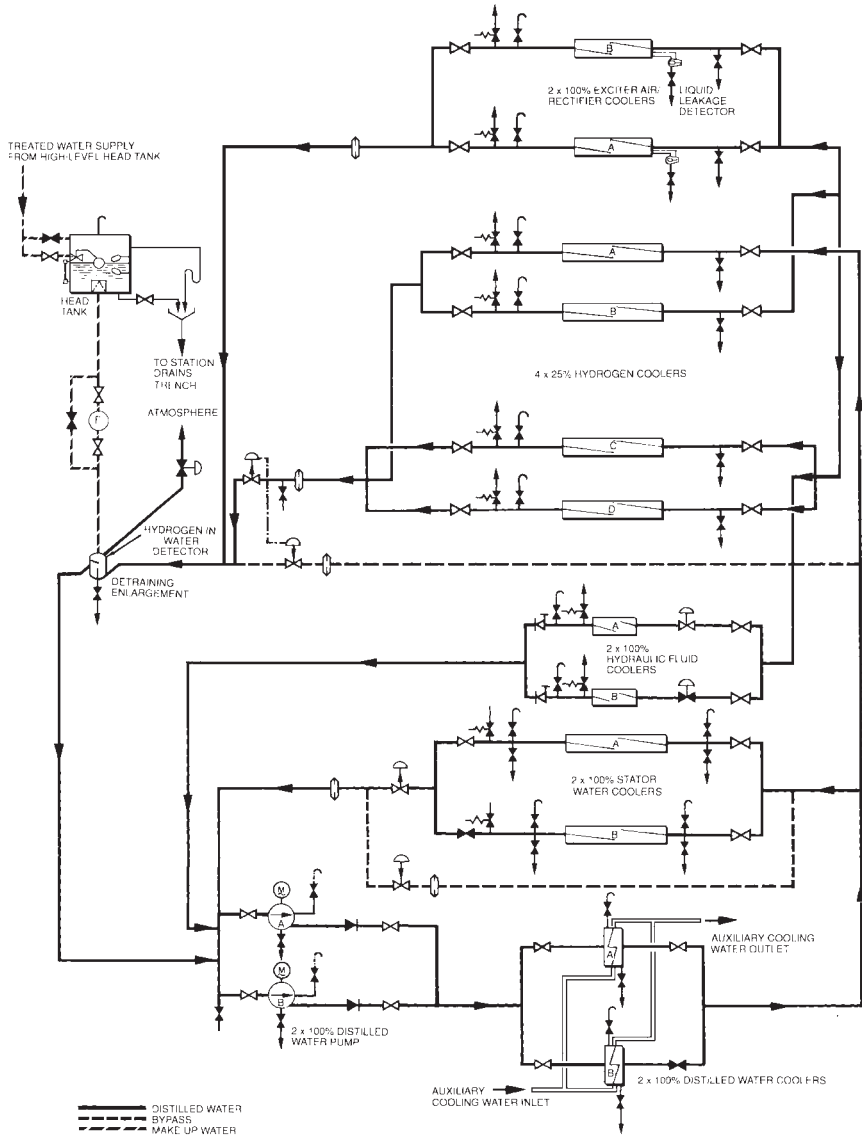 B
2 x 100% EXCITER AIR/
RECTIFIER COOLERS
LIQUID
LEAKAGE
DETECTOR
A
TREATED WATER SUPPLY
FROM HIGH-LEVEL HEAD TANK
HEAD
TANK
TO STATION
DRAINS
TRENCH
A
B
4 x 25% HYDROGEN COOLERS
ATMOSPHERE
F
C
D
HYDROGEN IN
WATER
DETECTOR
DETRAINING
ENLARGEMENT
A
2 x 100%
HYDRAULIC FLUID
COOLERS
B
A
2 x 100% STATOR
WATER COOLERS
B
M
A
M
B
2 x 100% DISTILLED
WATER PUMP
A
AUXILIARY COOLING
WATER OUTLET
B
2 x 100% DISTILLED WATER COOLERS
AUXILIARY
COOLING WATER INLET
DISTILLED WATER
BYPASS
MAKE UP WATER